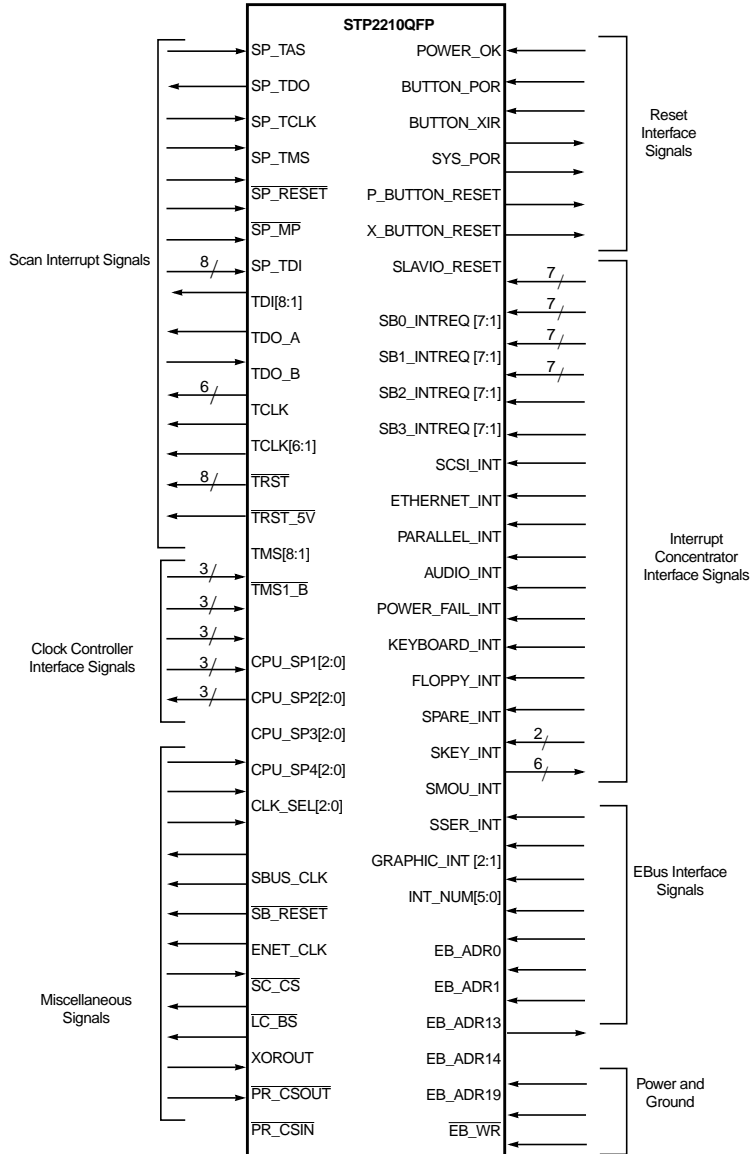 STP2210QFP
Scan Interrupt Signals
SP_TAS
SP_TDO
SP_TCLK
SP_TMS
SP_RESET
SP_MP
8
SP_TDI
TDI[8:1]
TDO_A
TDO_B
6
TCLK
TCLK[6:1]
8
TRST
TRST_5V
TMS[8:1]
TMS1_B
Clock Controller
Interface Signals
3
3
3
3
3
CPU_SP1[2:0]
CPU_SP2[2:0]
CPU_SP3[2:0]
CPU_SP4[2:0]
CLK_SEL[2:0]
Miscellaneous
Signals
SBUS_CLK
SB_RESET
ENET_CLK
SC_CS
LC_BS
XOROUT
PR_CSOUT
PR_CSIN
POWER_OK
BUTTON_POR
BUTTON_XIR
SYS_POR
P_BUTTON_RESET
X_BUTTON_RESET
SLAVIO_RESET
Reset
Interface
Signals
7
7
7
7
SB0_INTREQ [7:1]
SB1_INTREQ [7:1]
SB2_INTREQ [7:1]
SB3_INTREQ [7:1]
SCSI_INT
ETHERNET_INT
PARALLEL_INT
AUDIO_INT
POWER_FAIL_INT
KEYBOARD_INT
FLOPPY_INT
SPARE_INT
SKEY_INT
2
6
SMOU_INT
SSER_INT
GRAPHIC_INT [2:1]
INT_NUM[5:0]
Interrupt
Concentrator
Interface Signals
EB_ADR0
EB_ADR1
EB_ADR13
EB_ADR14
EB_ADR19
EB_WR
EBus Interface
Signals
Power and
Ground